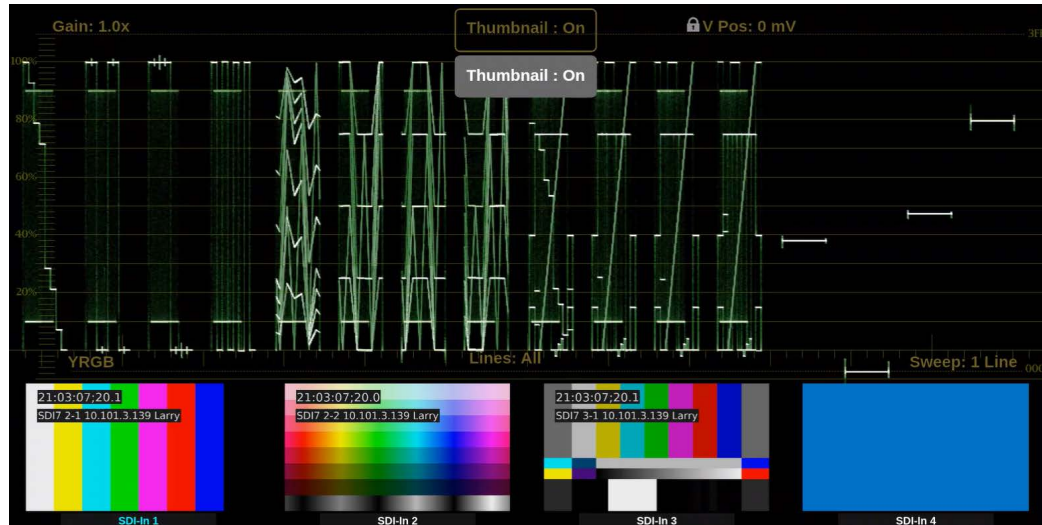 Gain: 1.0x
Thumbnail : On
V Pos: 0 mV
Thumbnail : On
100%
80%
60%
40%
20%
YRGB
Lines: All
Sweep: 1 Line
21:03:07;20.1
SDI7 2-1 10.101.3.139 Larry
21:03:07;20.0
SDI7 2-2 10.101.3.139 Larry
21:03:07;20.1
SDI7 3-1 10.101.3.139 Larry
SDI-In 1
SDI-In 2
SDI-In 3
SDI-In 4